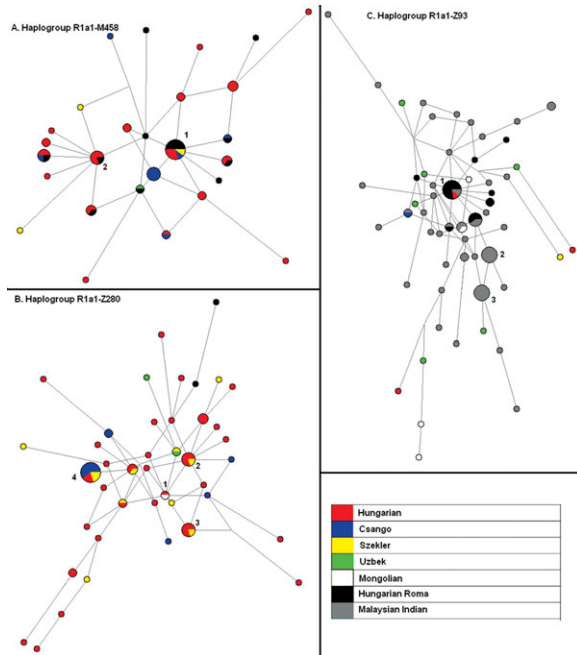 A. Haplogroup R1a1-M458
1
2
B. Haplogroup R1a1-Z280
1
2
3
4
C. Haplogroup R1a1-Z93
1
2
3
Hungarian
Csango
Szekler
Uzbek
Mongolian
Hungarian Roma
Malaysian Indian